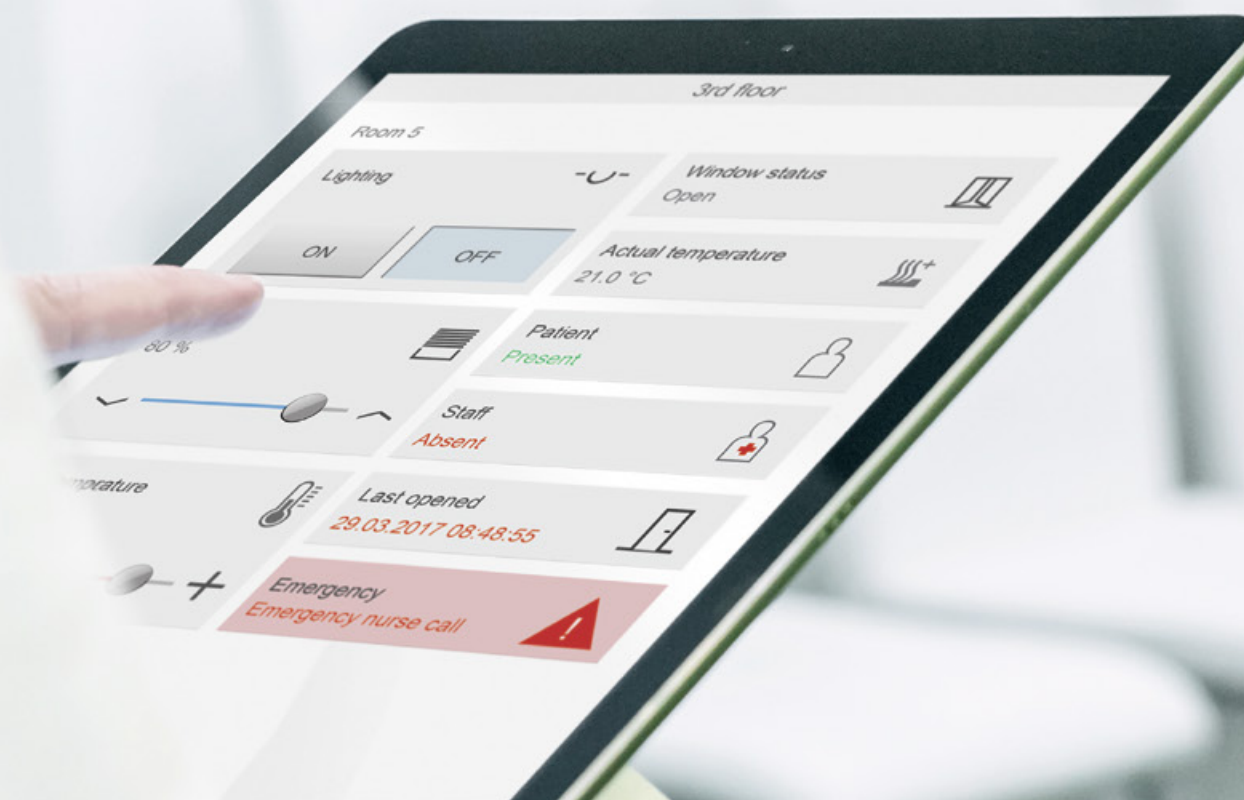 3rd floor
Room 5
Lighting
ON
OFF
80 %
Window status
Open
Actual temperature
21.0 °C
Patient
Present
Staff
Absent
Last opened
29.03.2017 08:48:55
Emergency
Emergency nurse call